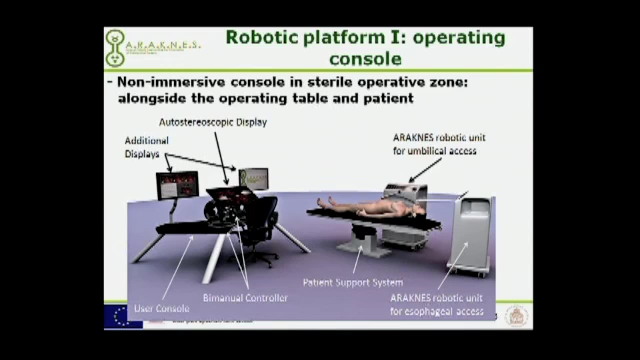 A.R.A.K.N.E.S.
Robotic platform I: operating
console
- Non-immersive console in sterile operative zone:
alongside the operating table and patient
Autostereoscopic Display
Additional
Displays
ARAKNES robotic unit
for umbilical access
Patient Support System
Bimanual Controller
User Console
ARAKNES robotic unit
for esophageal access